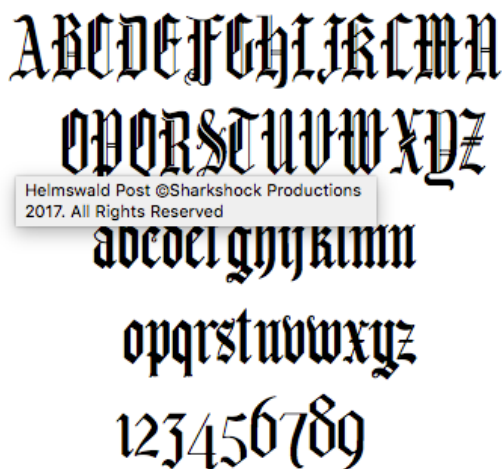 ABCDEFGHIJKLMN
OPQRSTUVWXYZ
Helmswald Post ©Sharkshock Productions
2017. All Rights Reserved
abcdefghijklmn
opqrstuvwxyz
123456789